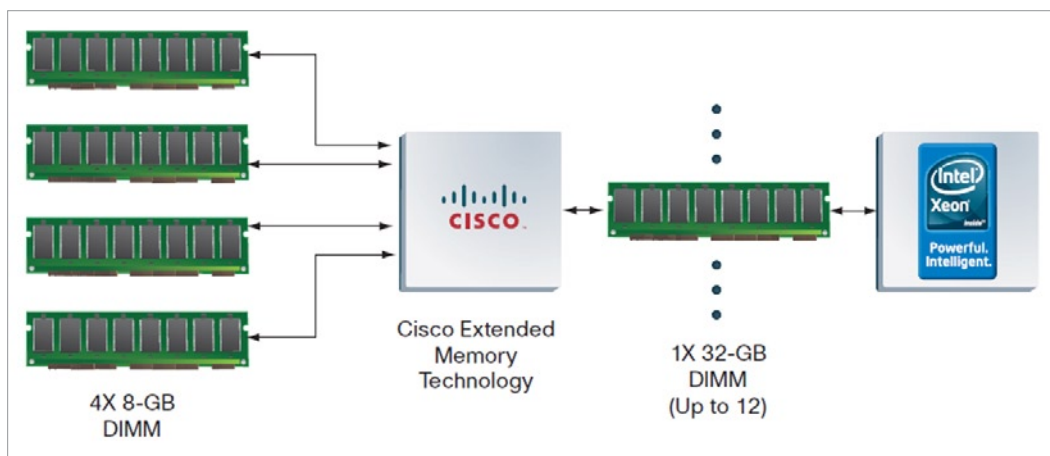 4X 8-GB
DIMM
CISCO
Cisco Extended
Memory
Technology
1X 32-GB
DIMM
(Up to 12)
intel
Xeon
inside™
Powerful.
Intelligent.